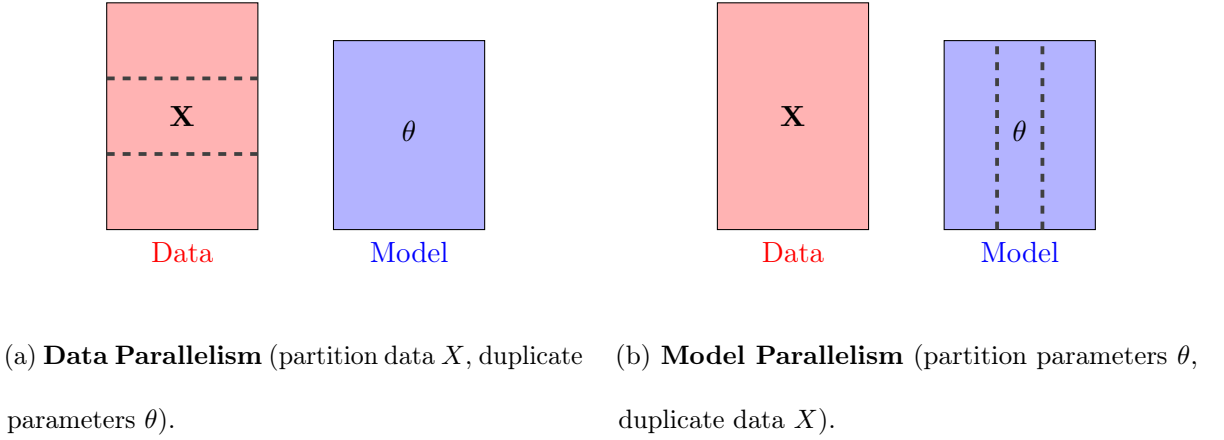 X
θ
X
θ
Data
Model
Data
Model
(a) Data Parallelism (partition data X, duplicate
parameters θ).
(b) Model Parallelism (partition parameters θ,
duplicate data X).